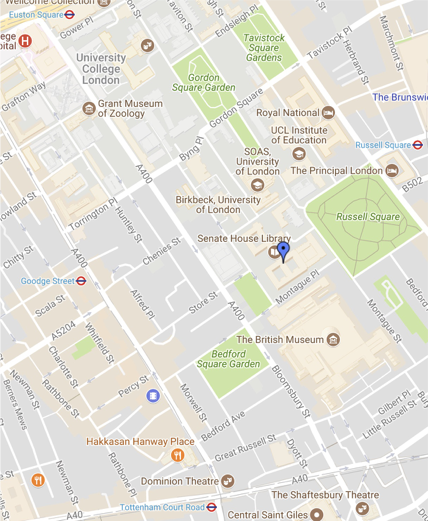 Wellcome Collection
Euston Square
Gower Pl
Tawiton St
Endsleigh Pl
Marchmont St
Tavistock Pl
Herbrand St
Tavistock
Square
Gardens
University
College
London
Gordon
Square Garden
Grafton Way
Grant Museum
of Zoology
Gordon Square
The Brunswi
Royal National
UCL Institute
of Education
Russell Square
Byng Pl
SOAS,
University
of London
The Principal London
B502
A400
Birkbeck, University
of London
Howland St
Torrington Pl
Huntley St
Russell Square
Senate House Library
Chitty St
Chenies St
Goodge Street
Montague Pl
Bedford
Scala St
Alfred Pl
Store St
A400
Montague St
A5204
Whitfield St
The British Museum
Charlotte St
Bedford
Square Garden
Rathbone St
Percy St
Bloomsbury St
Newman St
Berners Mews
Morwell St
Gilbert Pl
Little Russell St
Bedford Ave
Bury
Hakkasan Hanway Place
Great Russell St
Dyott St
Newman St
Rathbone Pl
Dominion Theatre
The Shaftesbury Theatre
A40
Tottenham Court Road
A40
Central Saint Giles